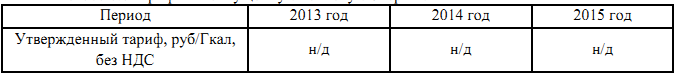 Период 2013 год 2014 год 2015 год
Утвержденный тариф, руб/Гкал,
без НДС н/д н/д н/д